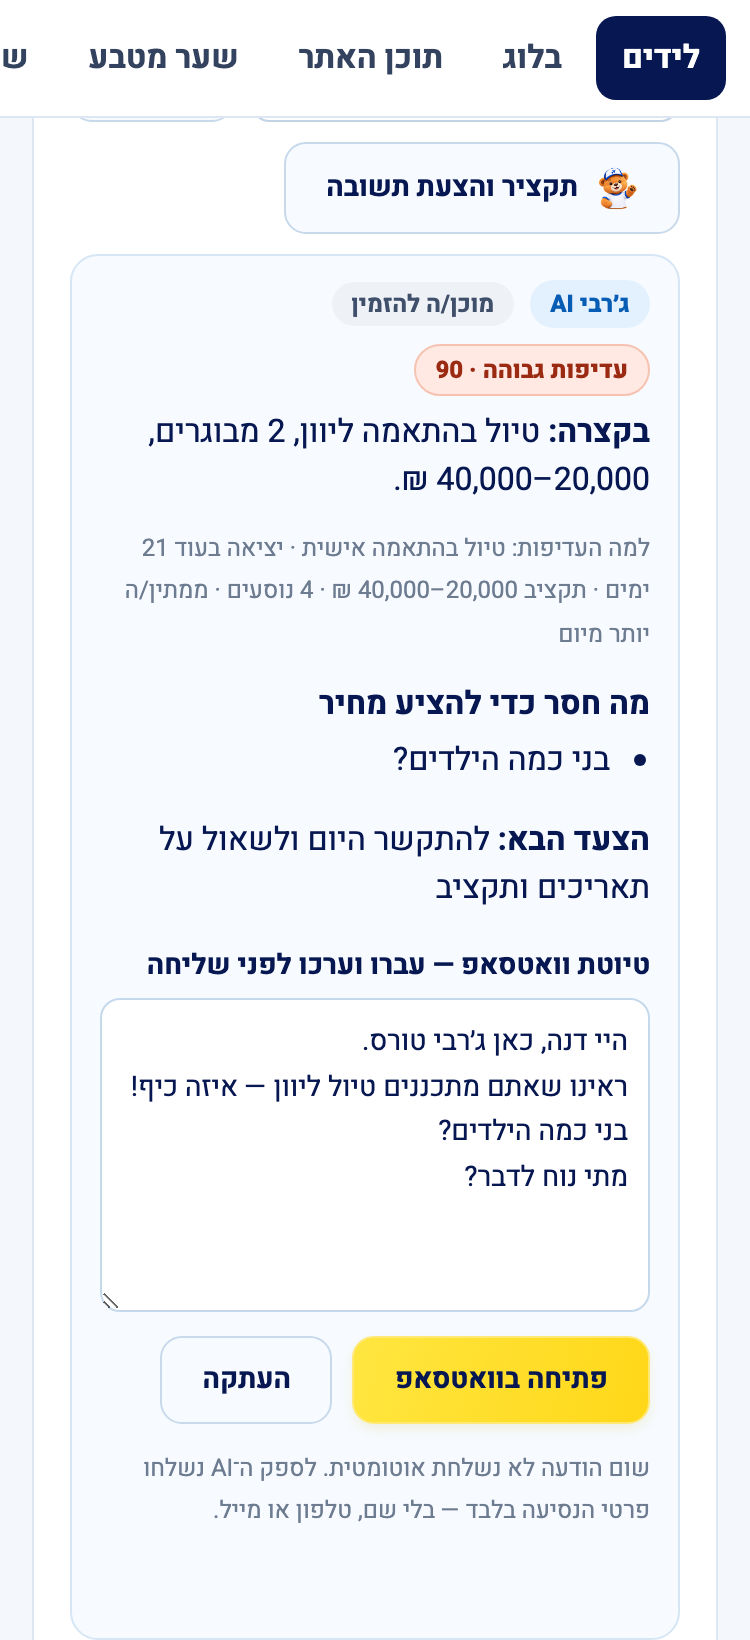 לידים
בלוג
תוכן האתר
שער מטבע
תקציר והצעת תשובה
ג׳רבי AI
מוכן/ה להזמין
עדיפות גבוהה · 90
בקצרה: טיול בהתאמה ליוון, 2 מבוגרים,
20,000–40,000 ₪.
למה העדיפות: טיול בהתאמה אישית · יציאה בעוד 21
ימים · תקציב 20,000–40,000 ₪ · 4 נוסעים · ממתין/ה
יותר מיום
מה חסר כדי להציע מחיר
• בני כמה הילדים?
הצעד הבא: להתקשר היום ולשאול על
תאריכים ותקציב
טיוטת וואטסאפ — עברו וערכו לפני שליחה
היי דנה, כאן ג׳רבי טורס.
ראינו שאתם מתכננים טיול ליוון — איזה כיף!
בני כמה הילדים?
מתי נוח לדבר?
פתיחה בוואטסאפ
העתקה
שום הודעה לא נשלחת אוטומטית. לספק ה־AI נשלחו
פרטי הנסיעה בלבד — בלי שם, טלפון או מייל.